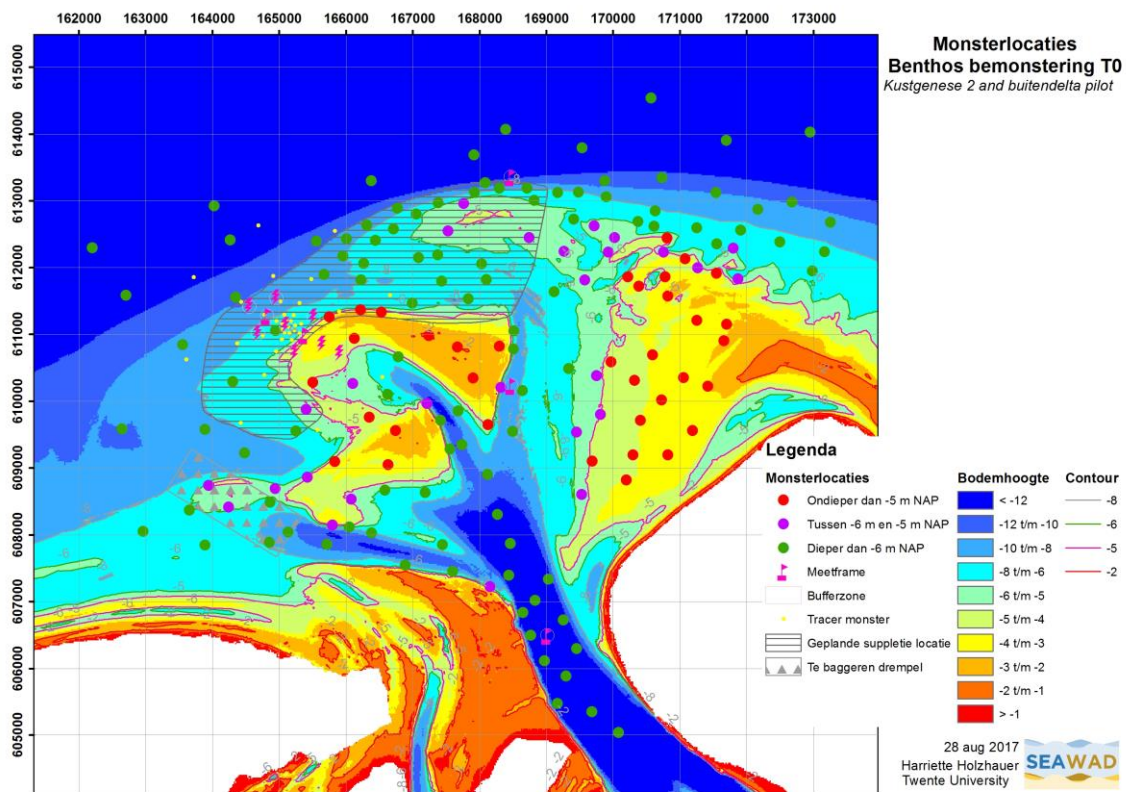 162000 163000 164000 165000 166000 167000 168000 169000 170000 171000 172000 173000
615000
614000
613000
612000
611000
610000
609000
608000
607000
606000
605000
Monsterlocaties
Benthos bemonstering T0
Kustgenese 2 and buitendelta pilot
Legenda
Monsterlocaties
Ondieper dan -5 m NAP
Tussen -6 m en -5 m NAP
Dieper dan -6 m NAP
Meetframe
Bufferzone
Tracer monster
Geplande suppletie locatie
Te baggeren drempel
Bodemhoogte
< -12
-12 t/m -10
-10 t/m -8
-8 t/m -6
-6 t/m -5
-5 t/m -4
-4 t/m -3
-3 t/m -2
-2 t/m -1
> -1
Contour
-8
-6
-5
-2
28 aug 2017
Harriette Holzhauer
Twente University
SEAWAD